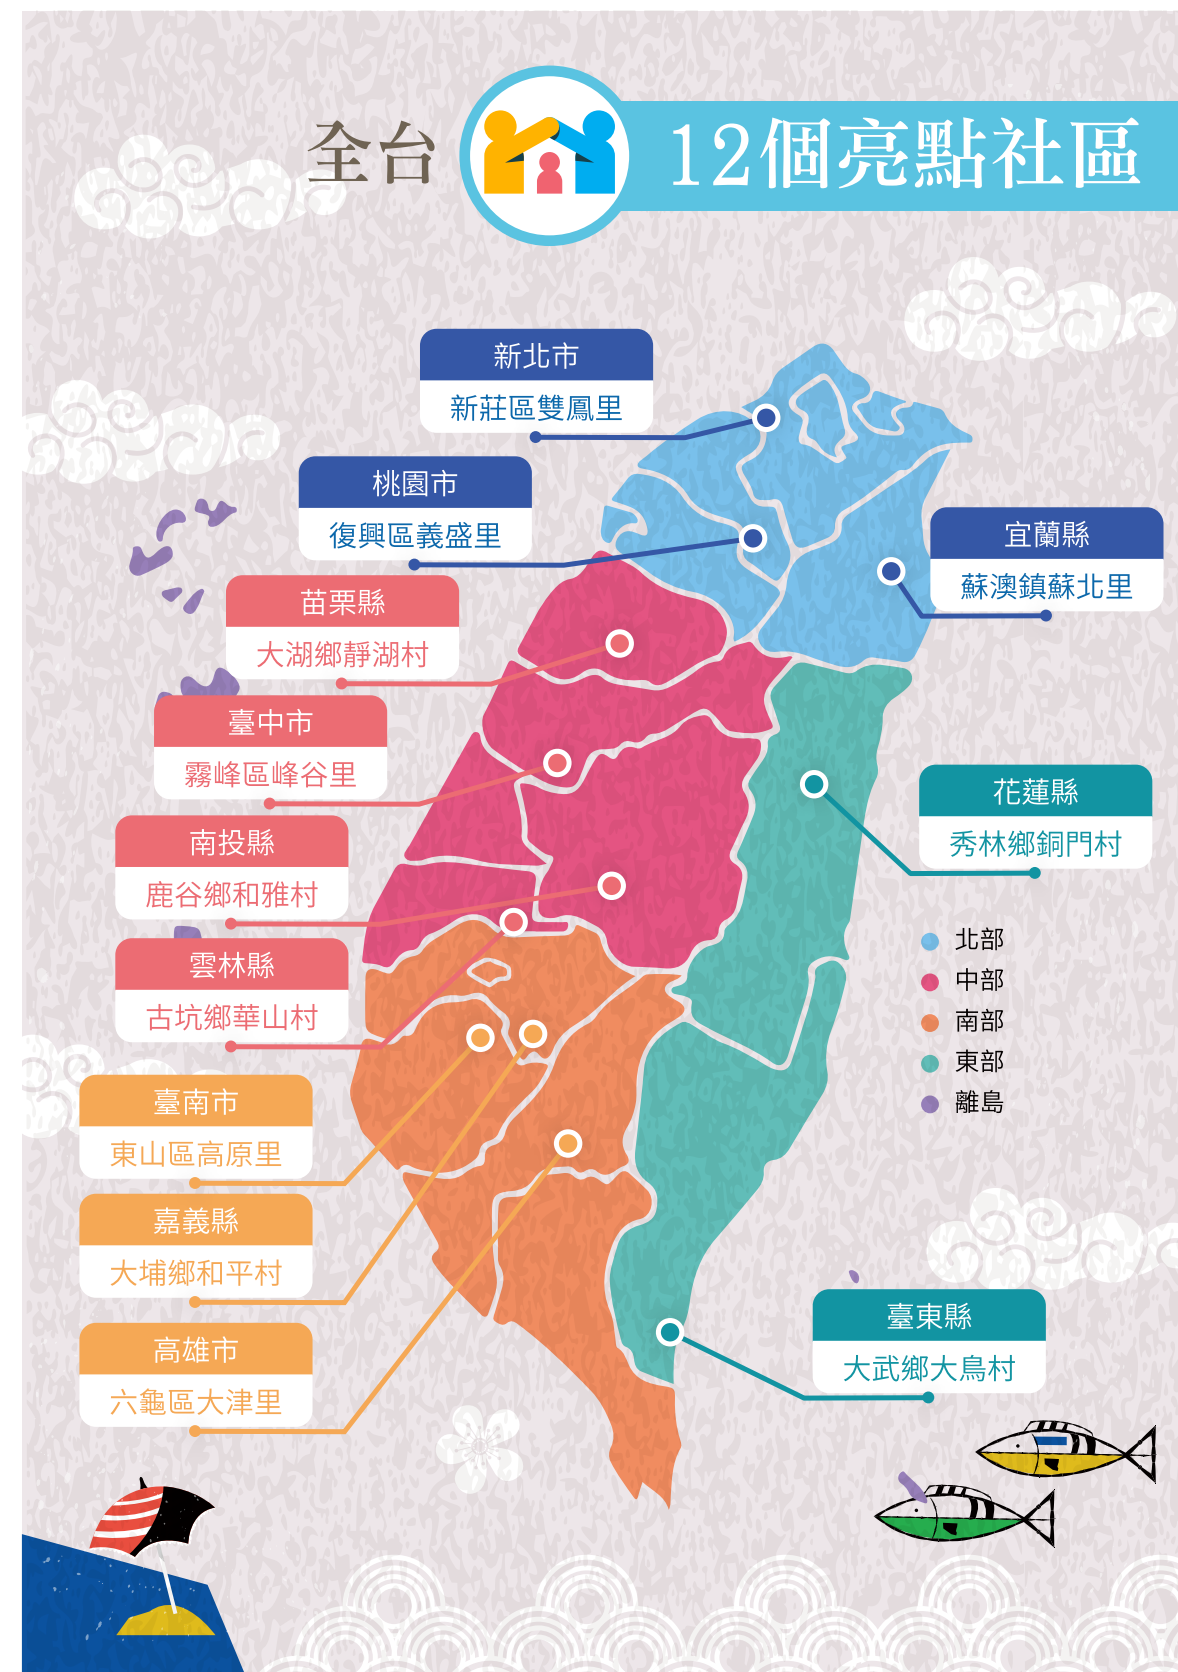 全台 12個亮點社區
新北市
新莊區雙鳳里
桃園市
復興區義盛里
宜蘭縣
蘇澳鎮蘇北里
苗栗縣
大湖鄉靜湖村
臺中市
霧峰區峰谷里
花蓮縣
秀林鄉銅門村
南投縣
鹿谷鄉和雅村
雲林縣
古坑鄉華山村
北部
中部
南部
東部
離島
臺南市
東山區高原里
嘉義縣
大埔鄉和平村
高雄市
六龜區大津里
臺東縣
大武鄉大鳥村